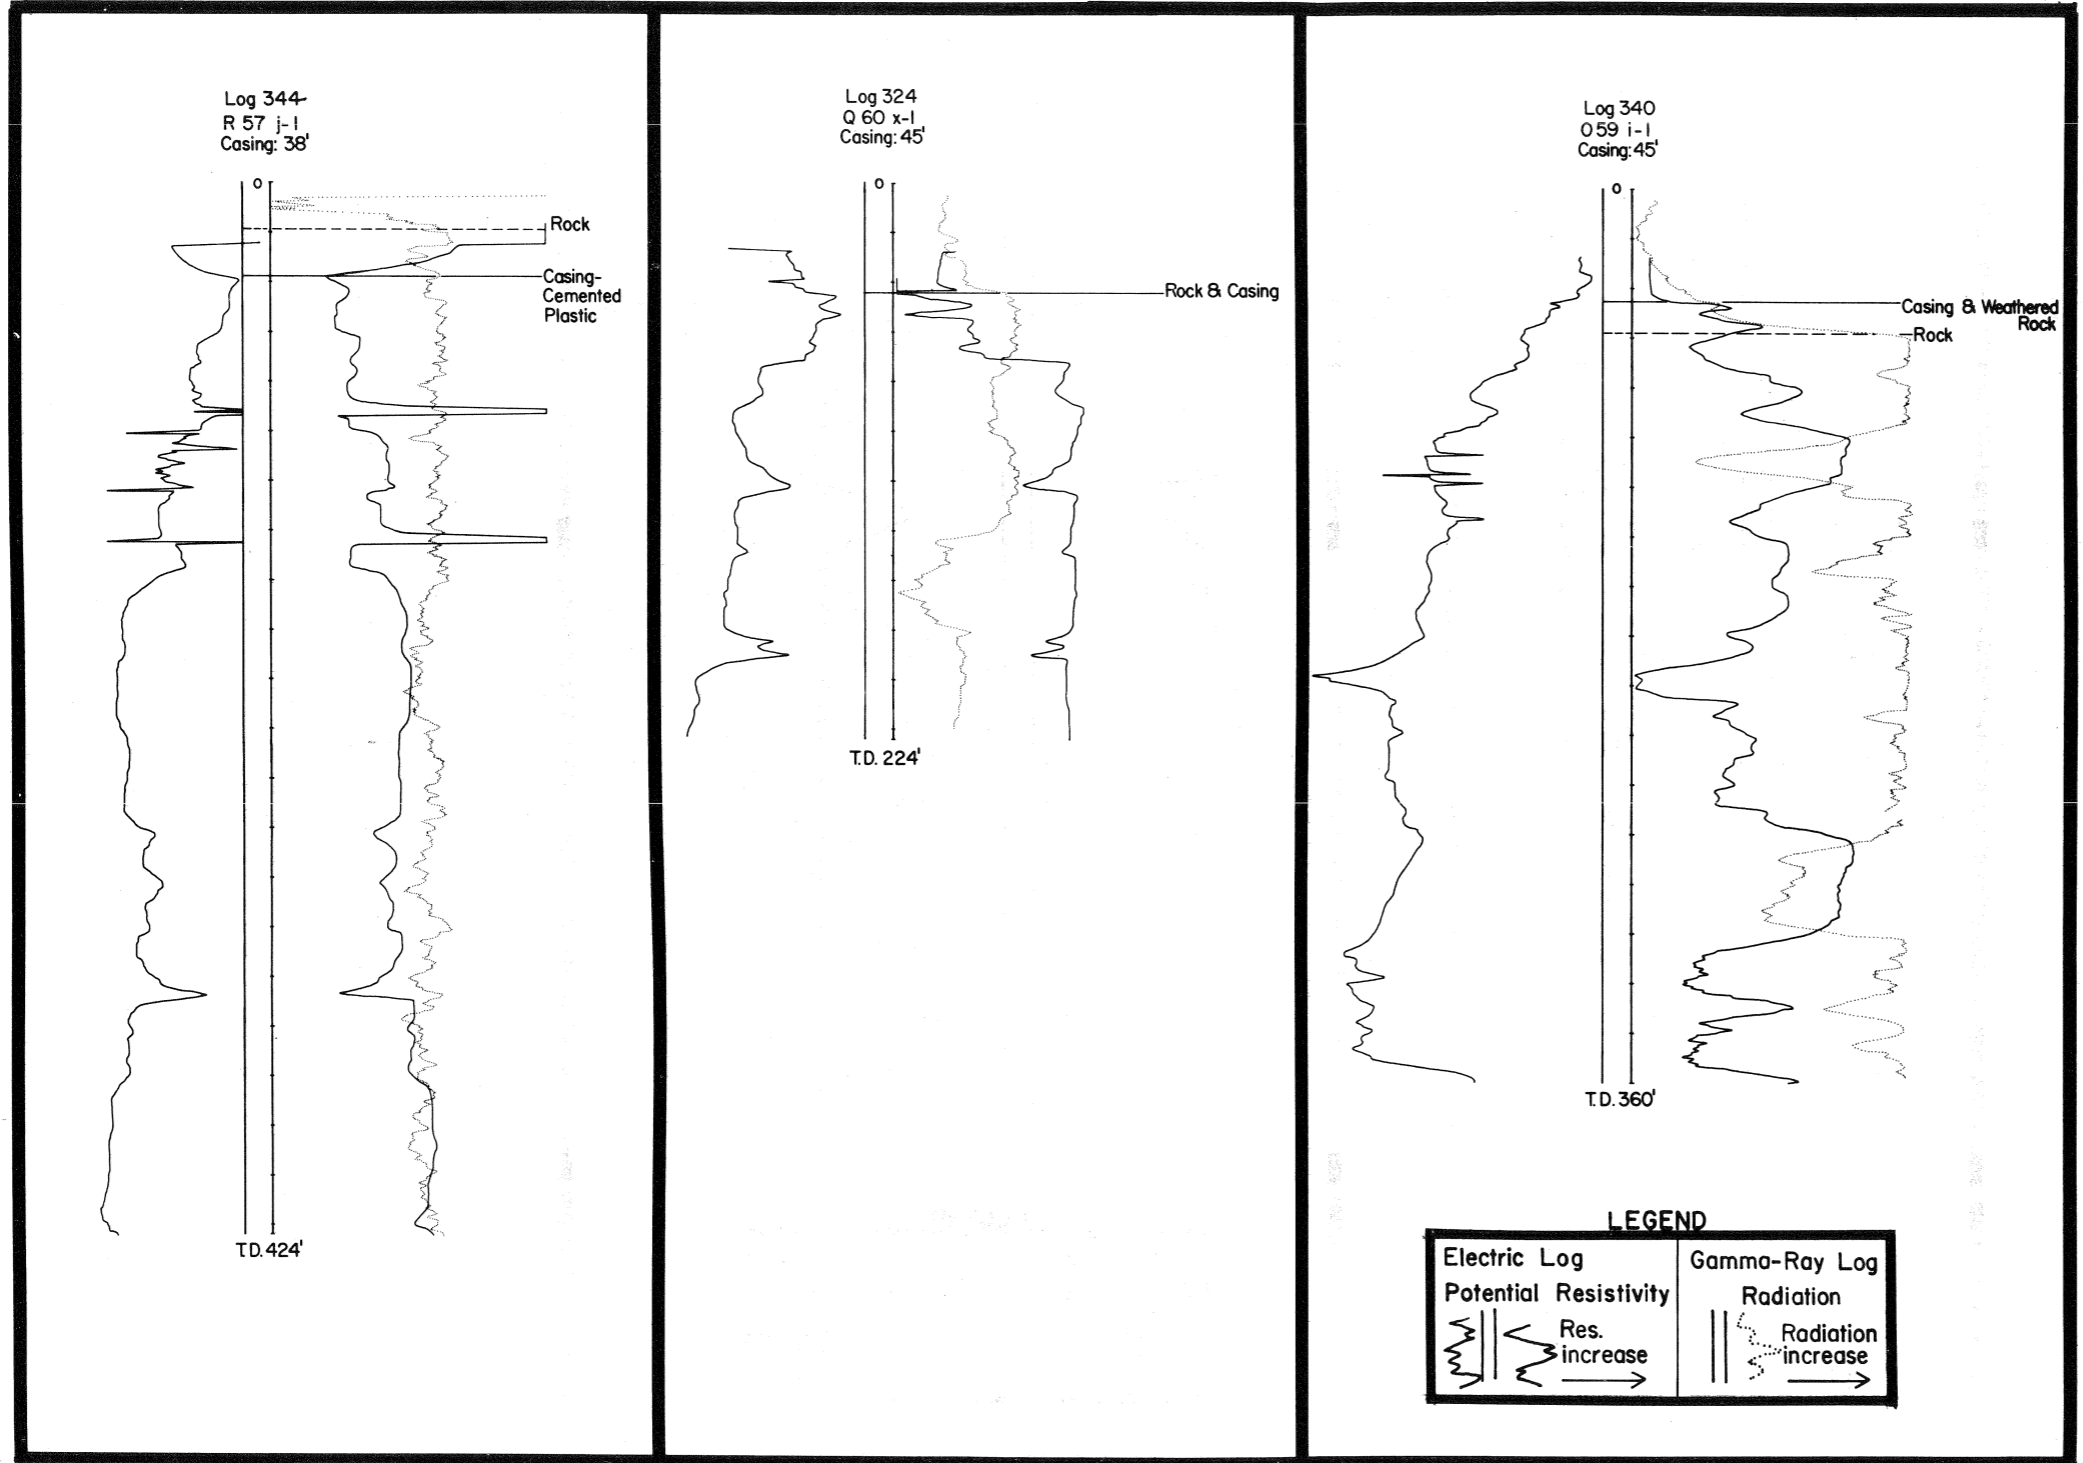 Log 344
R 57 j-1
Casing: 38'
0
Rock
Casing-
Cemented
Plastic
T.D. 424'
Log 324
Q 60 x-1
Casing: 45'
0
Rock & Casing
T.D. 224'
Log 340
O 59 i-1
Casing: 45'
0
Casing & Weathered
Rock
Rock
T.D. 360'
LEGEND
Electric Log
Potential Resistivity
Res.
increase
Gamma-Ray Log
Radiation
Radiation
increase